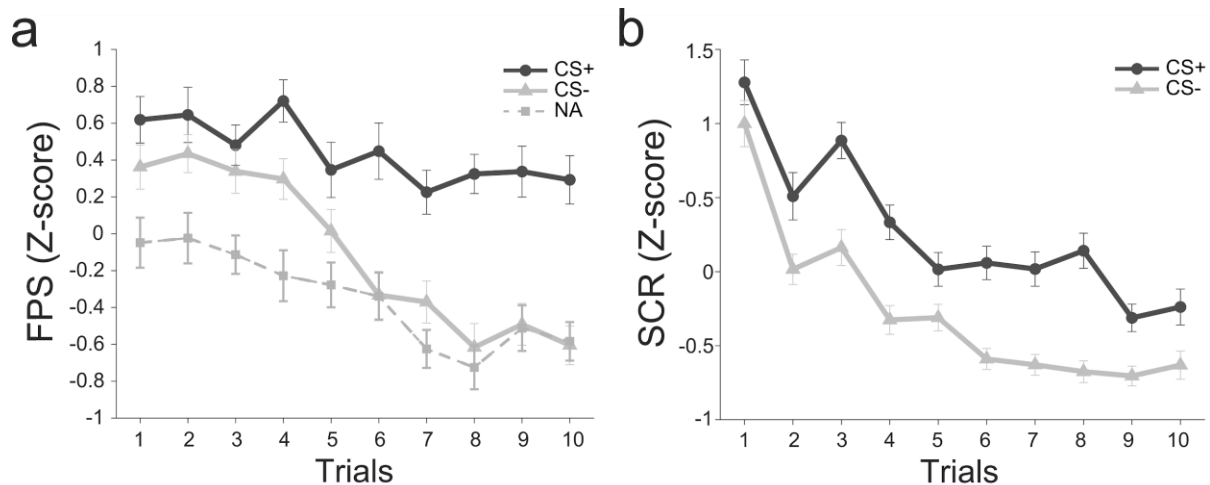 a
FPS (Z-score)
1
0.8
0.6
0.4
0.2
0
-0.2
-0.4
-0.6
-0.8
-1
CS+
CS-
NA
1 2 3 4 5 6 7 8 9 10
Trials
b
SCR (Z-score)
1.5
1
-0.5
0
-0.5
-1
CS+
CS-
1 2 3 4 5 6 7 8 9 10
Trials